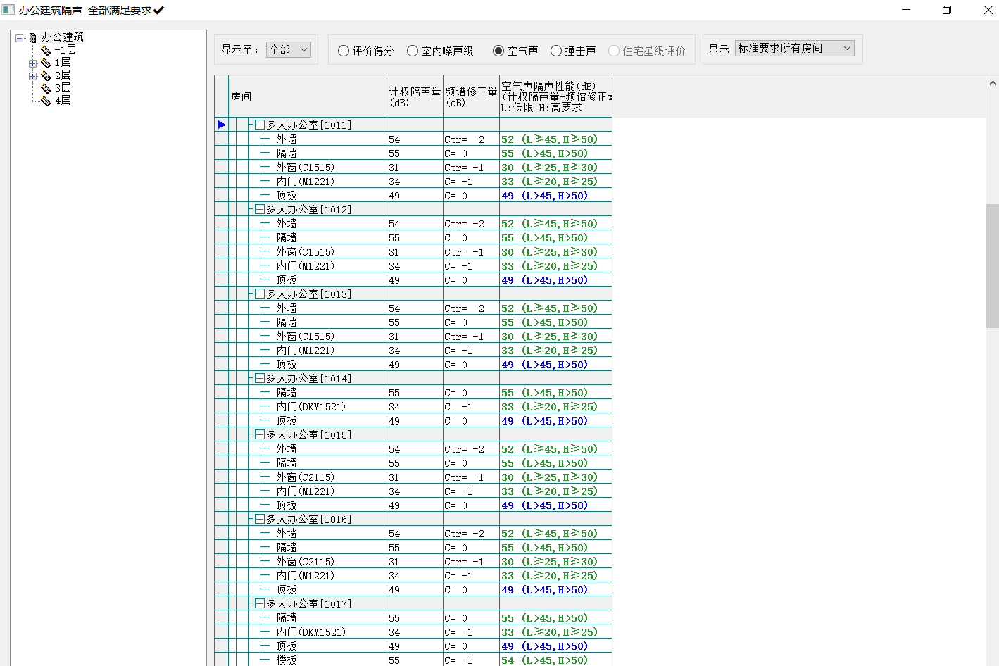 办公建筑隔声  全部满足要求✔
办公建筑
-1层
1层
2层
3层
4层
显示至: 全部 评价得分 室内噪声级 空气声 撞击声 住宅星级评价 显示 标准要求所有房间
房间 计权隔声量(dB) 频谱修正量(dB) 空气声隔声性能(dB) (计权隔声量+频谱修正量 L:低限 H:高要求
多人办公室[1011]
外墙 54 Ctr= -2 52 (L≥45,H≥50)
隔墙 55 C= 0 55 (L>45,H>50)
外窗(C1515) 31 Ctr= -1 30 (L≥25,H≥30)
内门(M1221) 34 C= -1 33 (L≥20,H≥25)
顶板 49 C= 0 49 (L>45,H>50)
多人办公室[1012]
外墙 54 Ctr= -2 52 (L≥45,H≥50)
隔墙 55 C= 0 55 (L>45,H>50)
外窗(C1515) 31 Ctr= -1 30 (L≥25,H≥30)
内门(M1221) 34 C= -1 33 (L≥20,H≥25)
顶板 49 C= 0 49 (L>45,H>50)
多人办公室[1013]
外墙 54 Ctr= -2 52 (L≥45,H≥50)
隔墙 55 C= 0 55 (L>45,H>50)
外窗(C1515) 31 Ctr= -1 30 (L≥25,H≥30)
内门(M1221) 34 C= -1 33 (L≥20,H≥25)
顶板 49 C= 0 49 (L>45,H>50)
多人办公室[1014]
隔墙 55 C= 0 55 (L>45,H>50)
内门(DKM1521) 34 C= -1 33 (L≥20,H≥25)
顶板 49 C= 0 49 (L>45,H>50)
多人办公室[1015]
外墙 54 Ctr= -2 52 (L≥45,H≥50)
隔墙 55 C= 0 55 (L>45,H>50)
外窗(C2115) 31 Ctr= -1 30 (L≥25,H≥30)
内门(M1221) 34 C= -1 33 (L≥20,H≥25)
顶板 49 C= 0 49 (L>45,H>50)
多人办公室[1016]
外墙 54 Ctr= -2 52 (L≥45,H≥50)
隔墙 55 C= 0 55 (L>45,H>50)
外窗(C2115) 31 Ctr= -1 30 (L≥25,H≥30)
内门(M1221) 34 C= -1 33 (L≥20,H≥25)
顶板 49 C= 0 49 (L>45,H>50)
多人办公室[1017]
隔墙 55 C= 0 55 (L>45,H>50)
内门(DKM1521) 34 C= -1 33 (L≥20,H≥25)
顶板 49 C= 0 49 (L>45,H>50)
楼板 55 C= -1 54 (L>45,H>50)